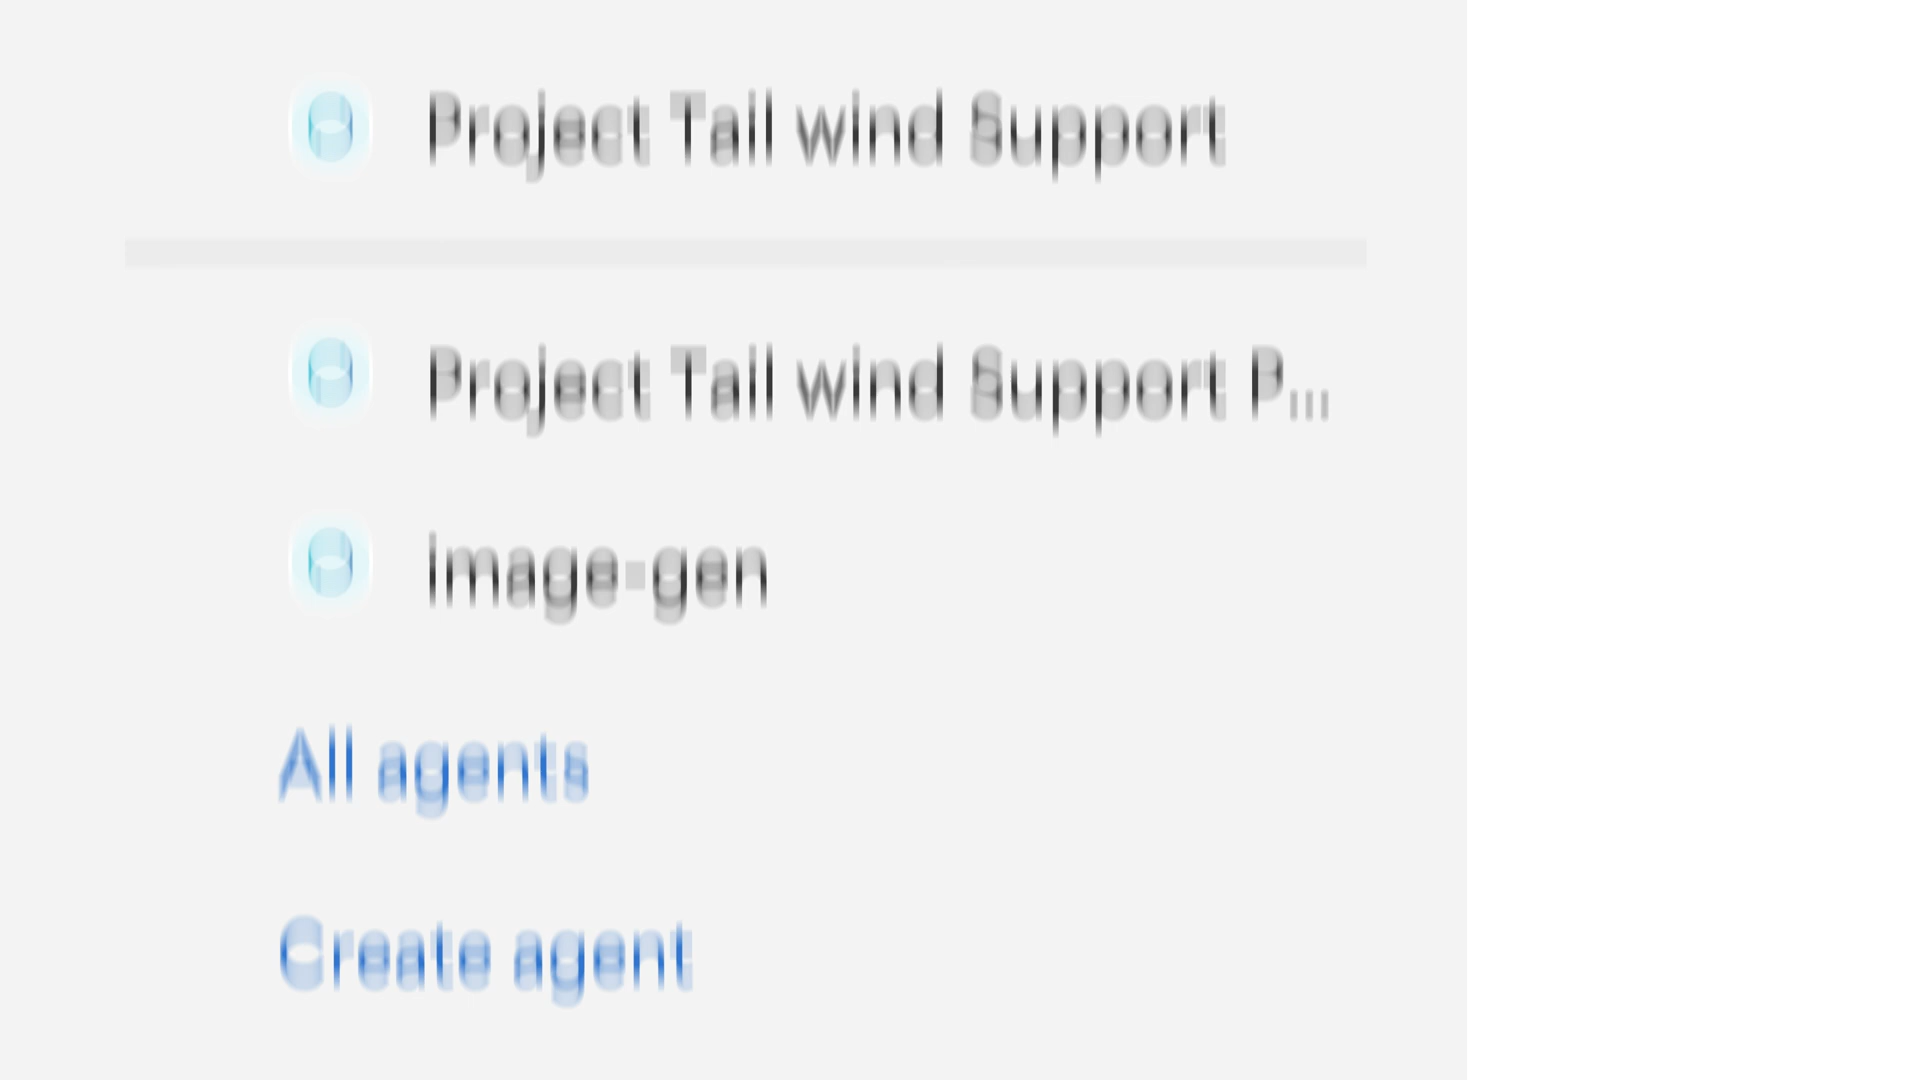 Project Tail wind Support
Project Tail wind Support P...
image-gen
All agents
Create agent